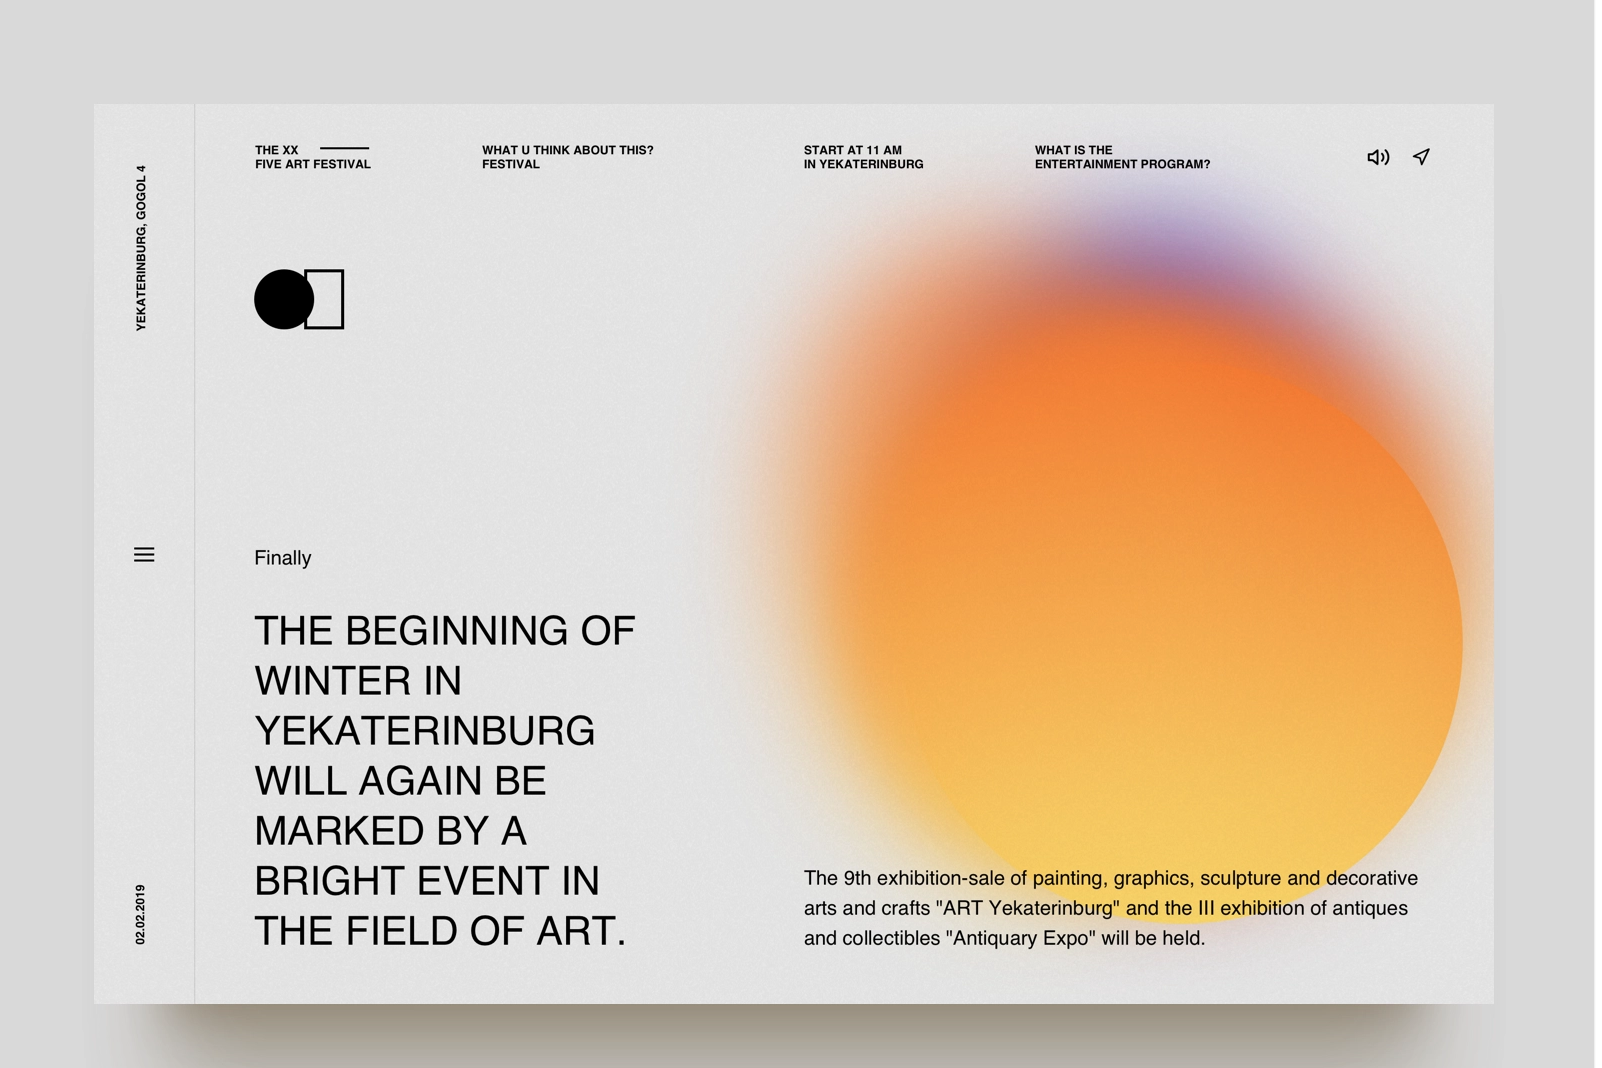 YEKATERINBURG, GOGOL 4
02.02.2019
THE XX
FIVE ART FESTIVAL
WHAT U THINK ABOUT THIS?
FESTIVAL
START AT 11 AM
IN YEKATERINBURG
WHAT IS THE
ENTERTAINMENT PROGRAM?
Finally
THE BEGINNING OF
WINTER IN
YEKATERINBURG
WILL AGAIN BE
MARKED BY A
BRIGHT EVENT IN
THE FIELD OF ART.
The 9th exhibition-sale of painting, graphics, sculpture and decorative
arts and crafts "ART Yekaterinburg" and the III exhibition of antiques
and collectibles "Antiquary Expo" will be held.